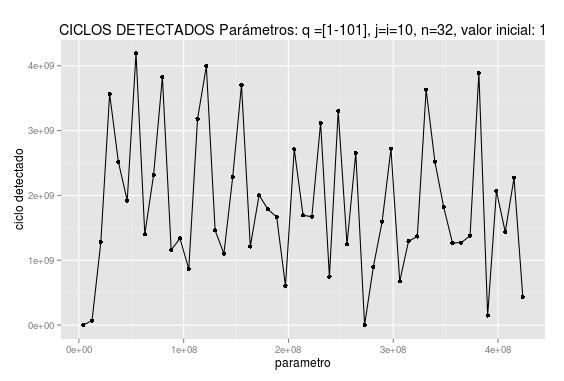 CICLOS DETECTADOS Parámetros: q =[1-101], j=i=10, n=32, valor inicial: 1
4e+09
3e+09
2e+09
1e+09
0e+00
ciclo detectado
0e+00 1e+08 2e+08 3e+08 4e+08
parametro